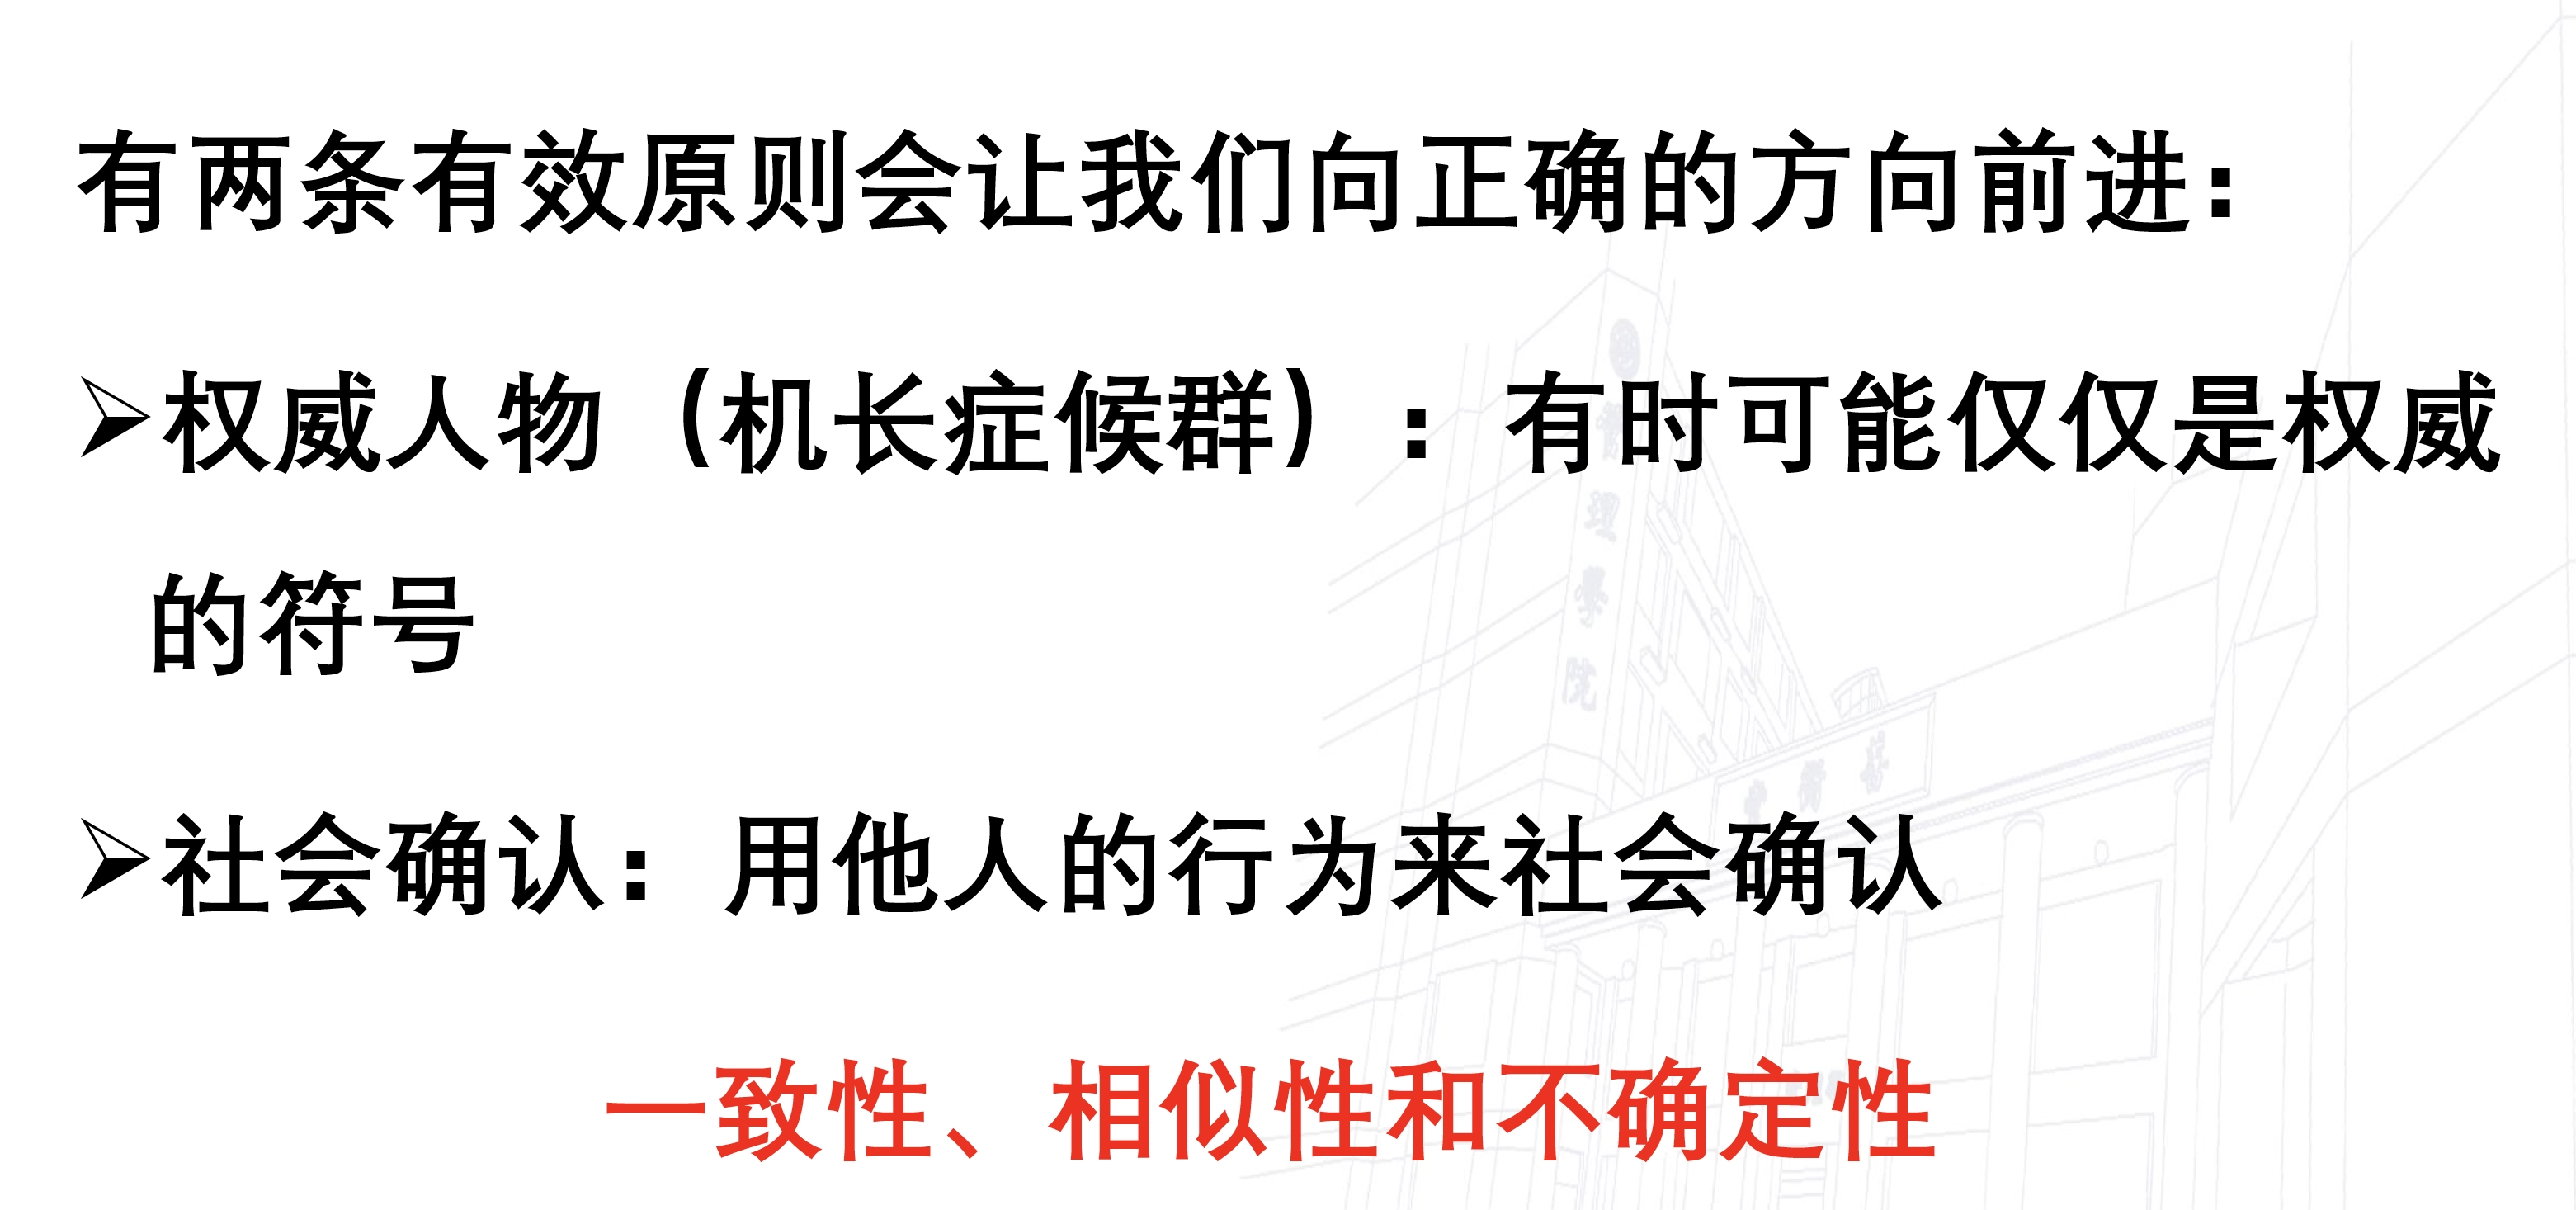 有两条有效原则会让我们向正确的方向前进:
➢权威人物（机长症候群）：有时可能仅仅是权威
的符号
➢社会确认: 用他人的行为来社会确认
一致性、相似性和不确定性
理
院